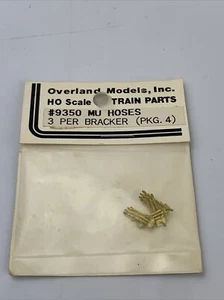 Overland Models, Inc.
HO Scale TRAIN PARTS
#9350 MU HOSES
3 PER BRACKER (PKG. 4)